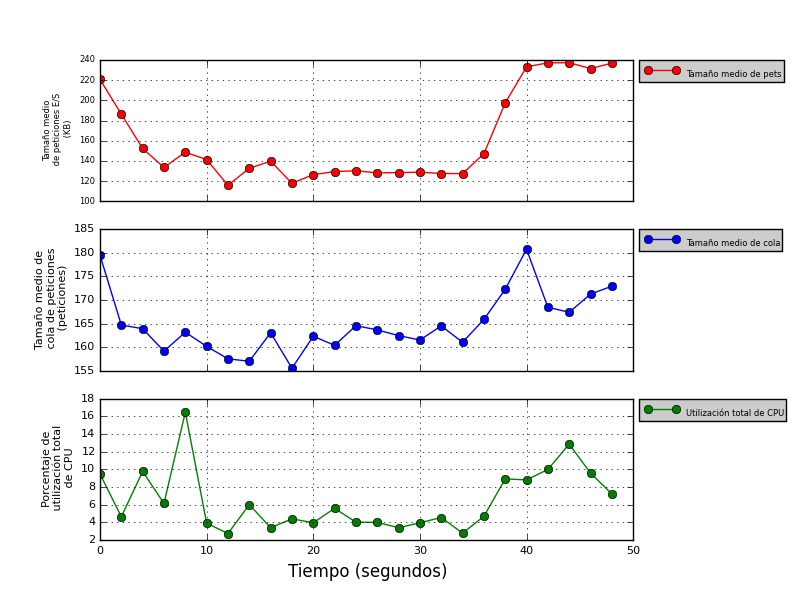 Tamaño medio
de peticiones E/S
(KB)
240
220
200
180
160
140
120
100
Tamaño medio de pets
Tamaño medio de
cola de peticiones
(peticiones)
185
180
175
170
165
160
155
Tamaño medio de cola
Porcentaje de
utilización total
de CPU
18
16
14
12
10
8
6
4
2
Utilización total de CPU
0 10 20 30 40 50
Tiempo (segundos)